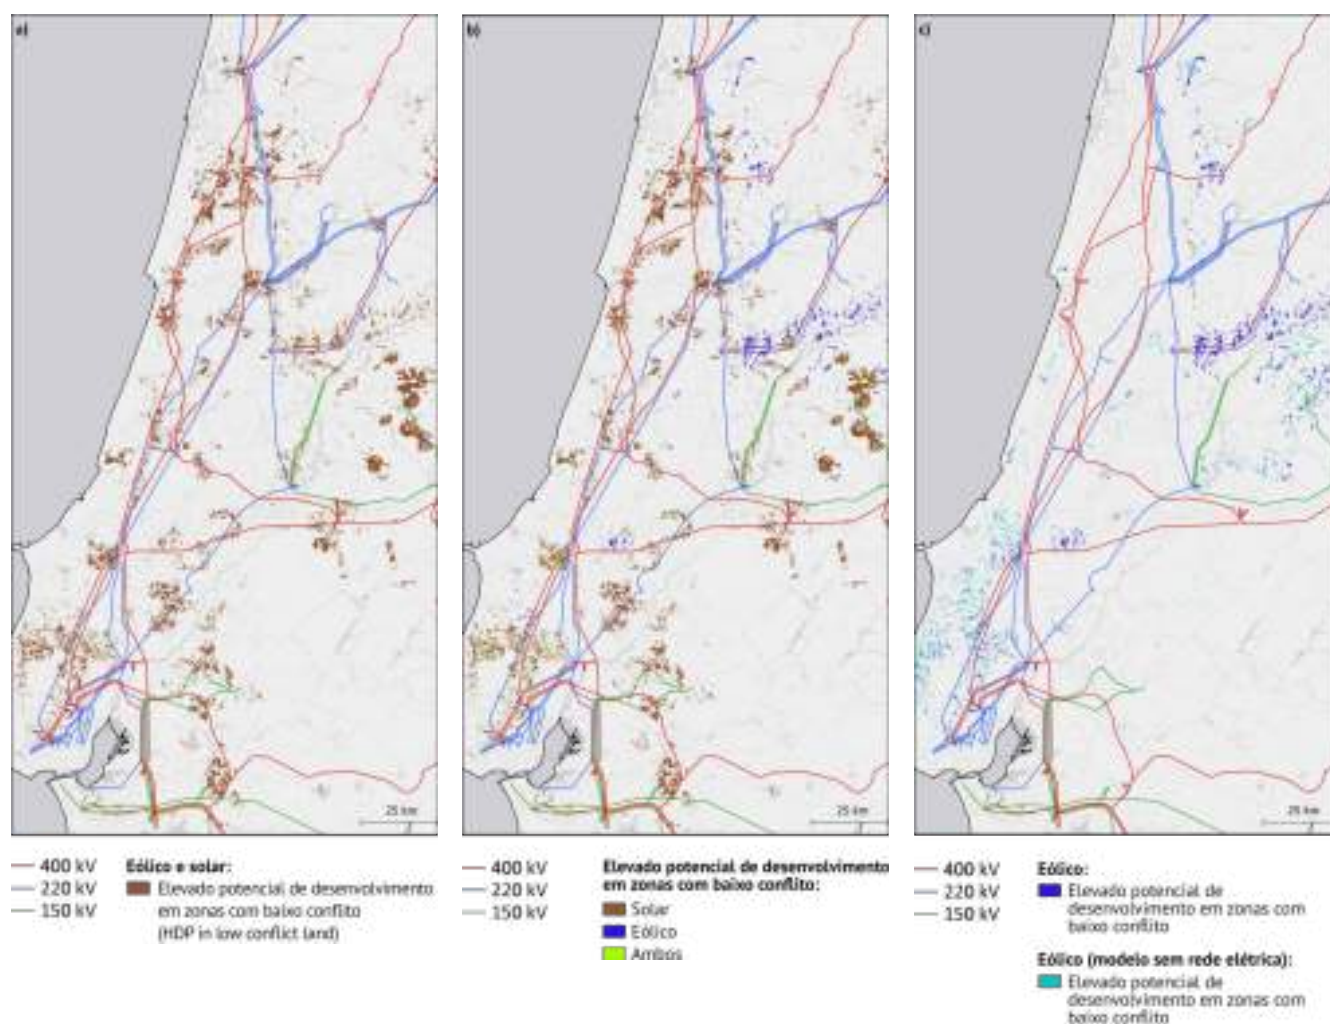 a)
25 km
400 kV
220 kV
150 kV
Eólico e solar:
Elevado potencial de desenvolvimento
em zonas com baixo conflito
(HDP in low conflict land)
b)
25 km
400 kV
220 kV
150 kV
Elevado potencial de desenvolvimento
em zonas com baixo conflito:
Solar
Eólico
Ambos
c)
25 km
400 kV
220 kV
150 kV
Eólico:
Elevado potencial de
desenvolvimento em zonas com
baixo conflito
Eólico (modelo sem rede elétrica):
Elevado potencial de
desenvolvimento em zonas com
baixo conflito